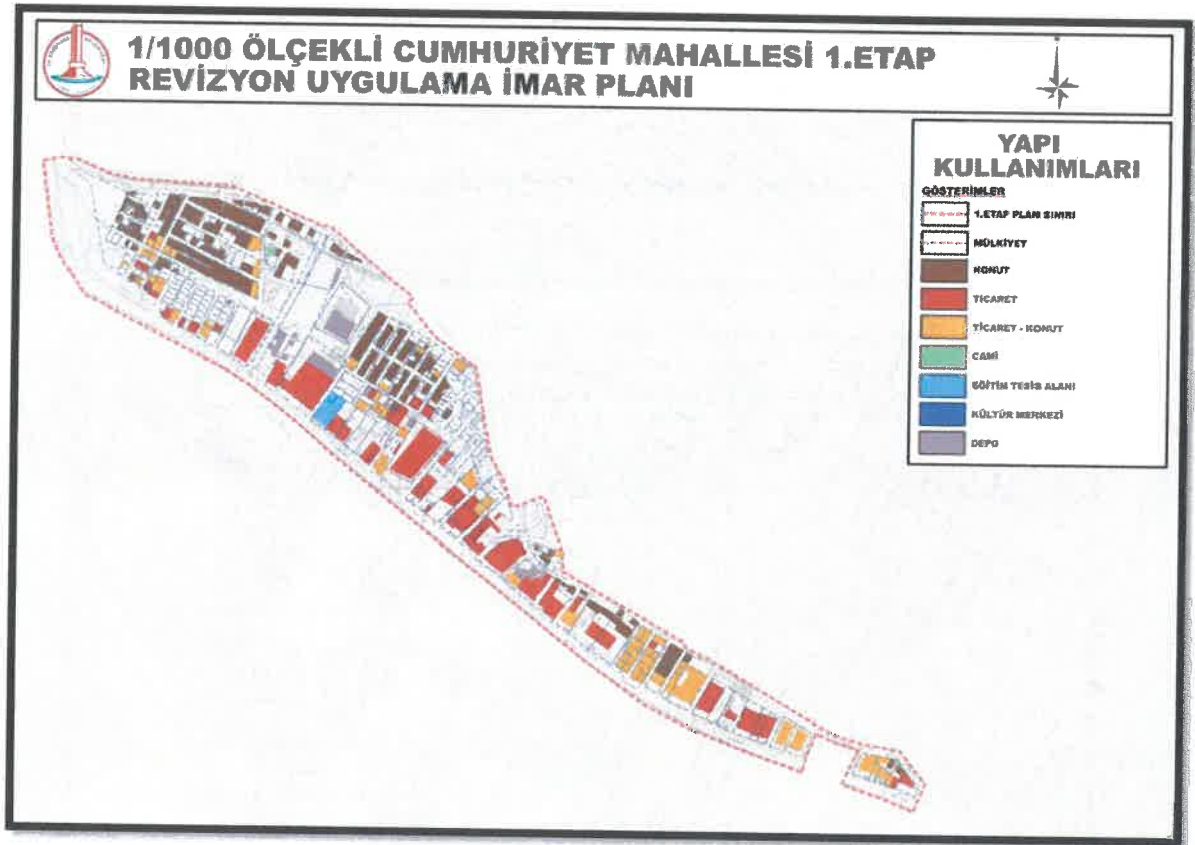 1/1000 ÖLÇEKLİ CUMHURİYET MAHALLESİ 1.ETAP
REVİZYON UYGULAMA İMAR PLANI
YAPI
KULLANIMLARI
GÖSTERİMLER
1.ETAP PLAN SINIRI
MÜLKİYET
KONUT
TİCARET
TİCARET - KONUT
CAMİ
EĞİTİM TESİS ALANI
KÜLTÜR MERKEZİ
DEPO